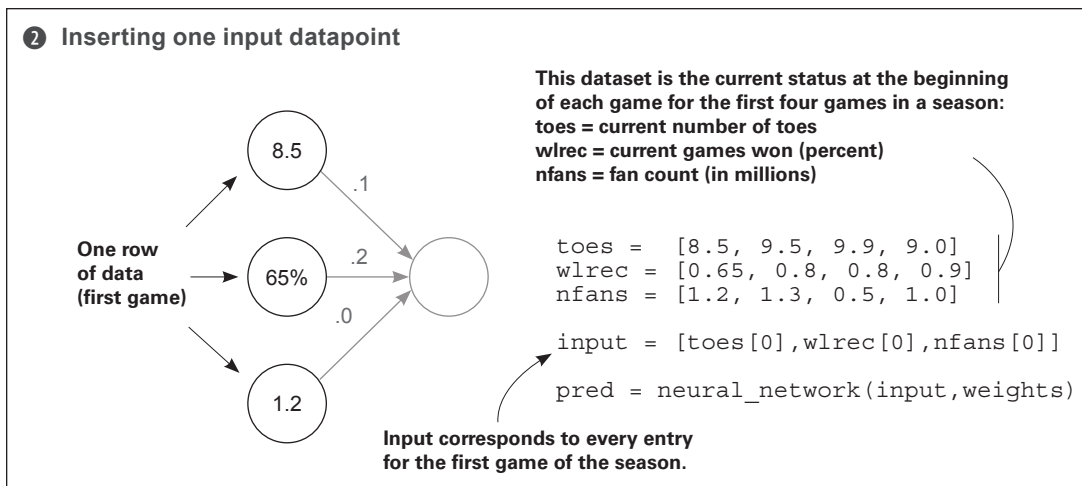 2 Inserting one input datapoint
This dataset is the current status at the beginning
of each game for the first four games in a season:
toes = current number of toes
wlrec = current games won (percent)
nfans = fan count (in millions)
8.5
.1
One row
of data
(first game)
65%
.2
.0
1.2
toes =   [8.5, 9.5, 9.9, 9.0]
wlrec = [0.65, 0.8, 0.8, 0.9]
nfans = [1.2, 1.3, 0.5, 1.0]
input = [toes[0],wlrec[0],nfans[0]]
pred = neural_network(input,weights)
Input corresponds to every entry
for the first game of the season.